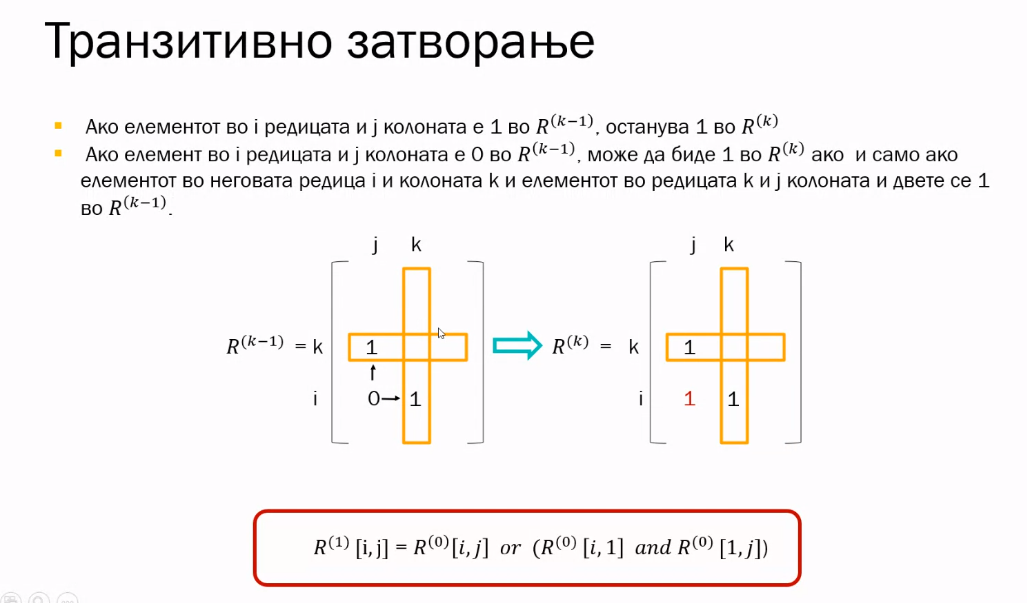 Транзитивно затворање
Ако елементот во i редицата и j колоната е 1 во R^(k−1), останува 1 во R^(k)
Ако елемент во i редицата и j колоната е 0 во R^(k−1), може да биде 1 во R^(k) ако и само ако
елементот во неговата редица i и колоната k и елементот во редицата k и j колоната и двете се 1
во R^(k−1).
j k j k
R^(k−1) = k 1 R^(k) = k 1
i 0 1 i 1 1
R^(1) [i,j] = R^(0)[i,j] or (R^(0) [i,1] and R^(0) [1,j])